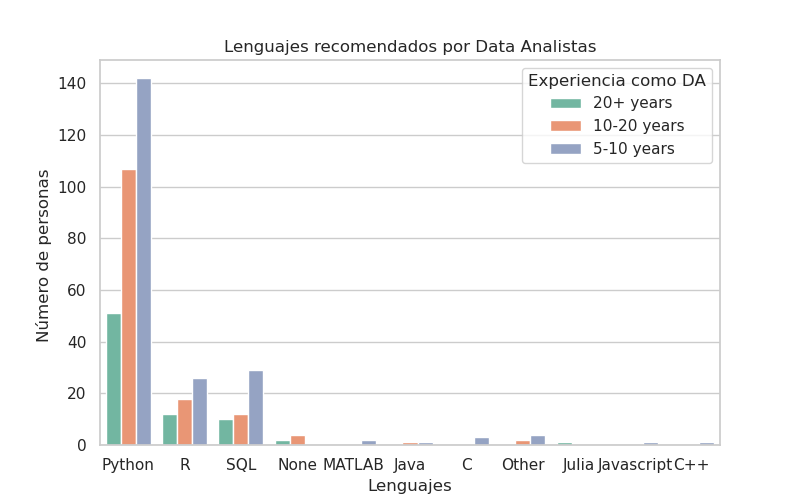 Lenguajes recomendados por Data Analistas
Experiencia como DA
20+ years
10-20 years
5-10 years
Número de personas
140
120
100
80
60
40
20
0
Python R SQL None MATLAB Java C Other Julia Javascript C++
Lenguajes